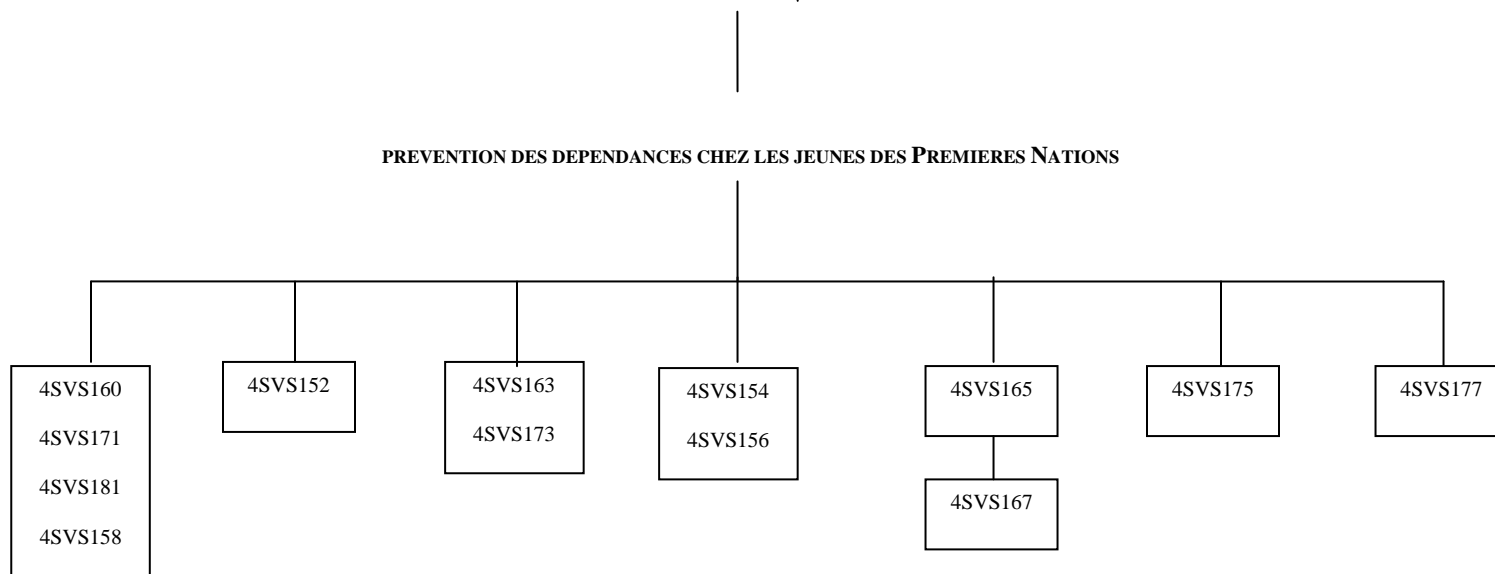 PREVENTION DES DEPENDANCES CHEZ LES JEUNES DES PREMIERES NATIONS
4SVS160
4SVS171
4SVS181
4SVS158
4SVS152
4SVS163
4SVS173
4SVS154
4SVS156
4SVS165
4SVS167
4SVS175
4SVS177